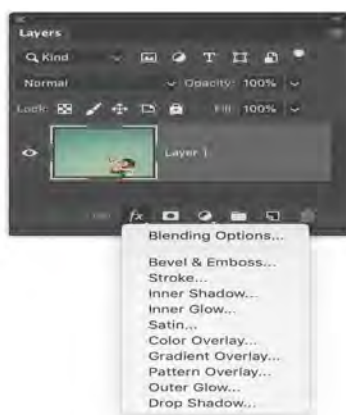 Layers
Kind
Normal Opacity: 100%
Lock: Fill: 100%
Layer 1
fx
Blending Options...
Bevel & Emboss...
Stroke...
Inner Shadow...
Inner Glow...
Satin...
Color Overlay...
Gradient Overlay...
Pattern Overlay...
Outer Glow...
Drop Shadow...